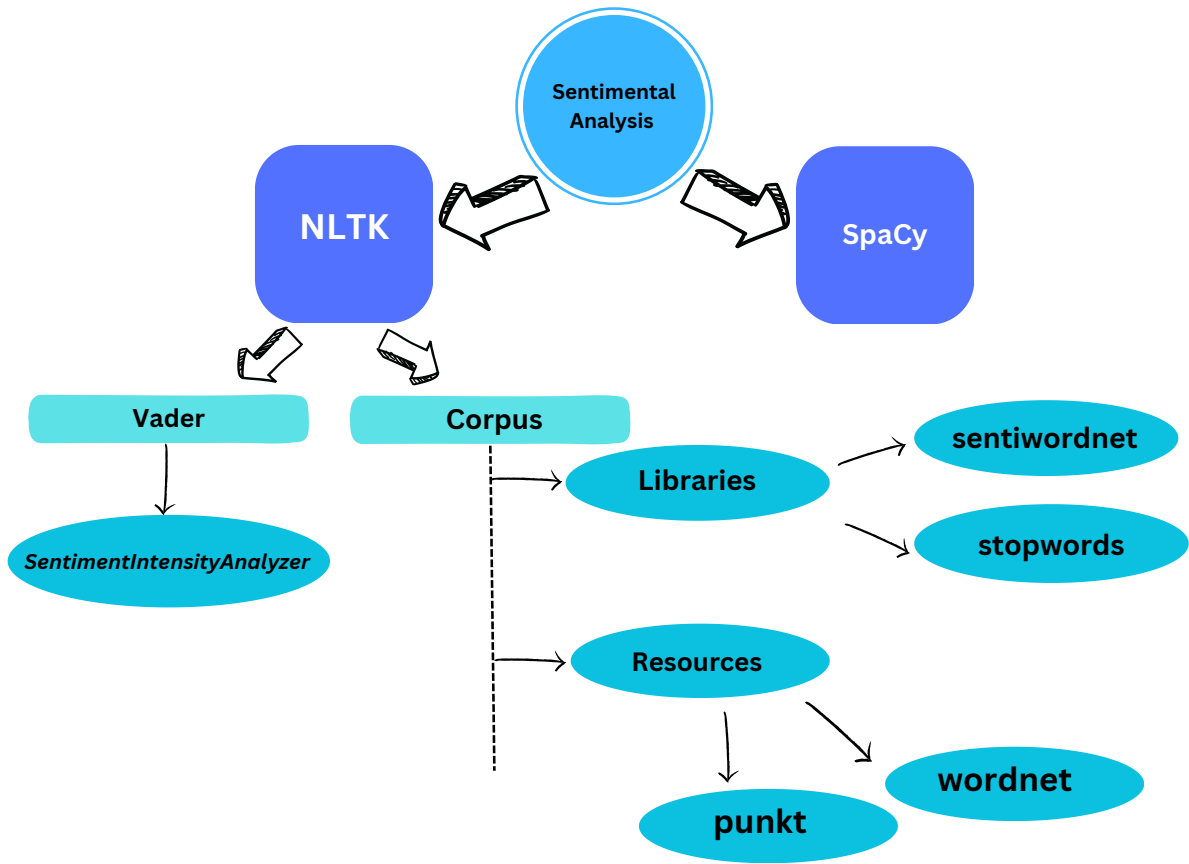 Sentimental
Analysis
NLTK
SpaCy
Vader
Corpus
sentiwordnet
Libraries
stopwords
SentimentIntensityAnalyzer
Resources
wordnet
punkt